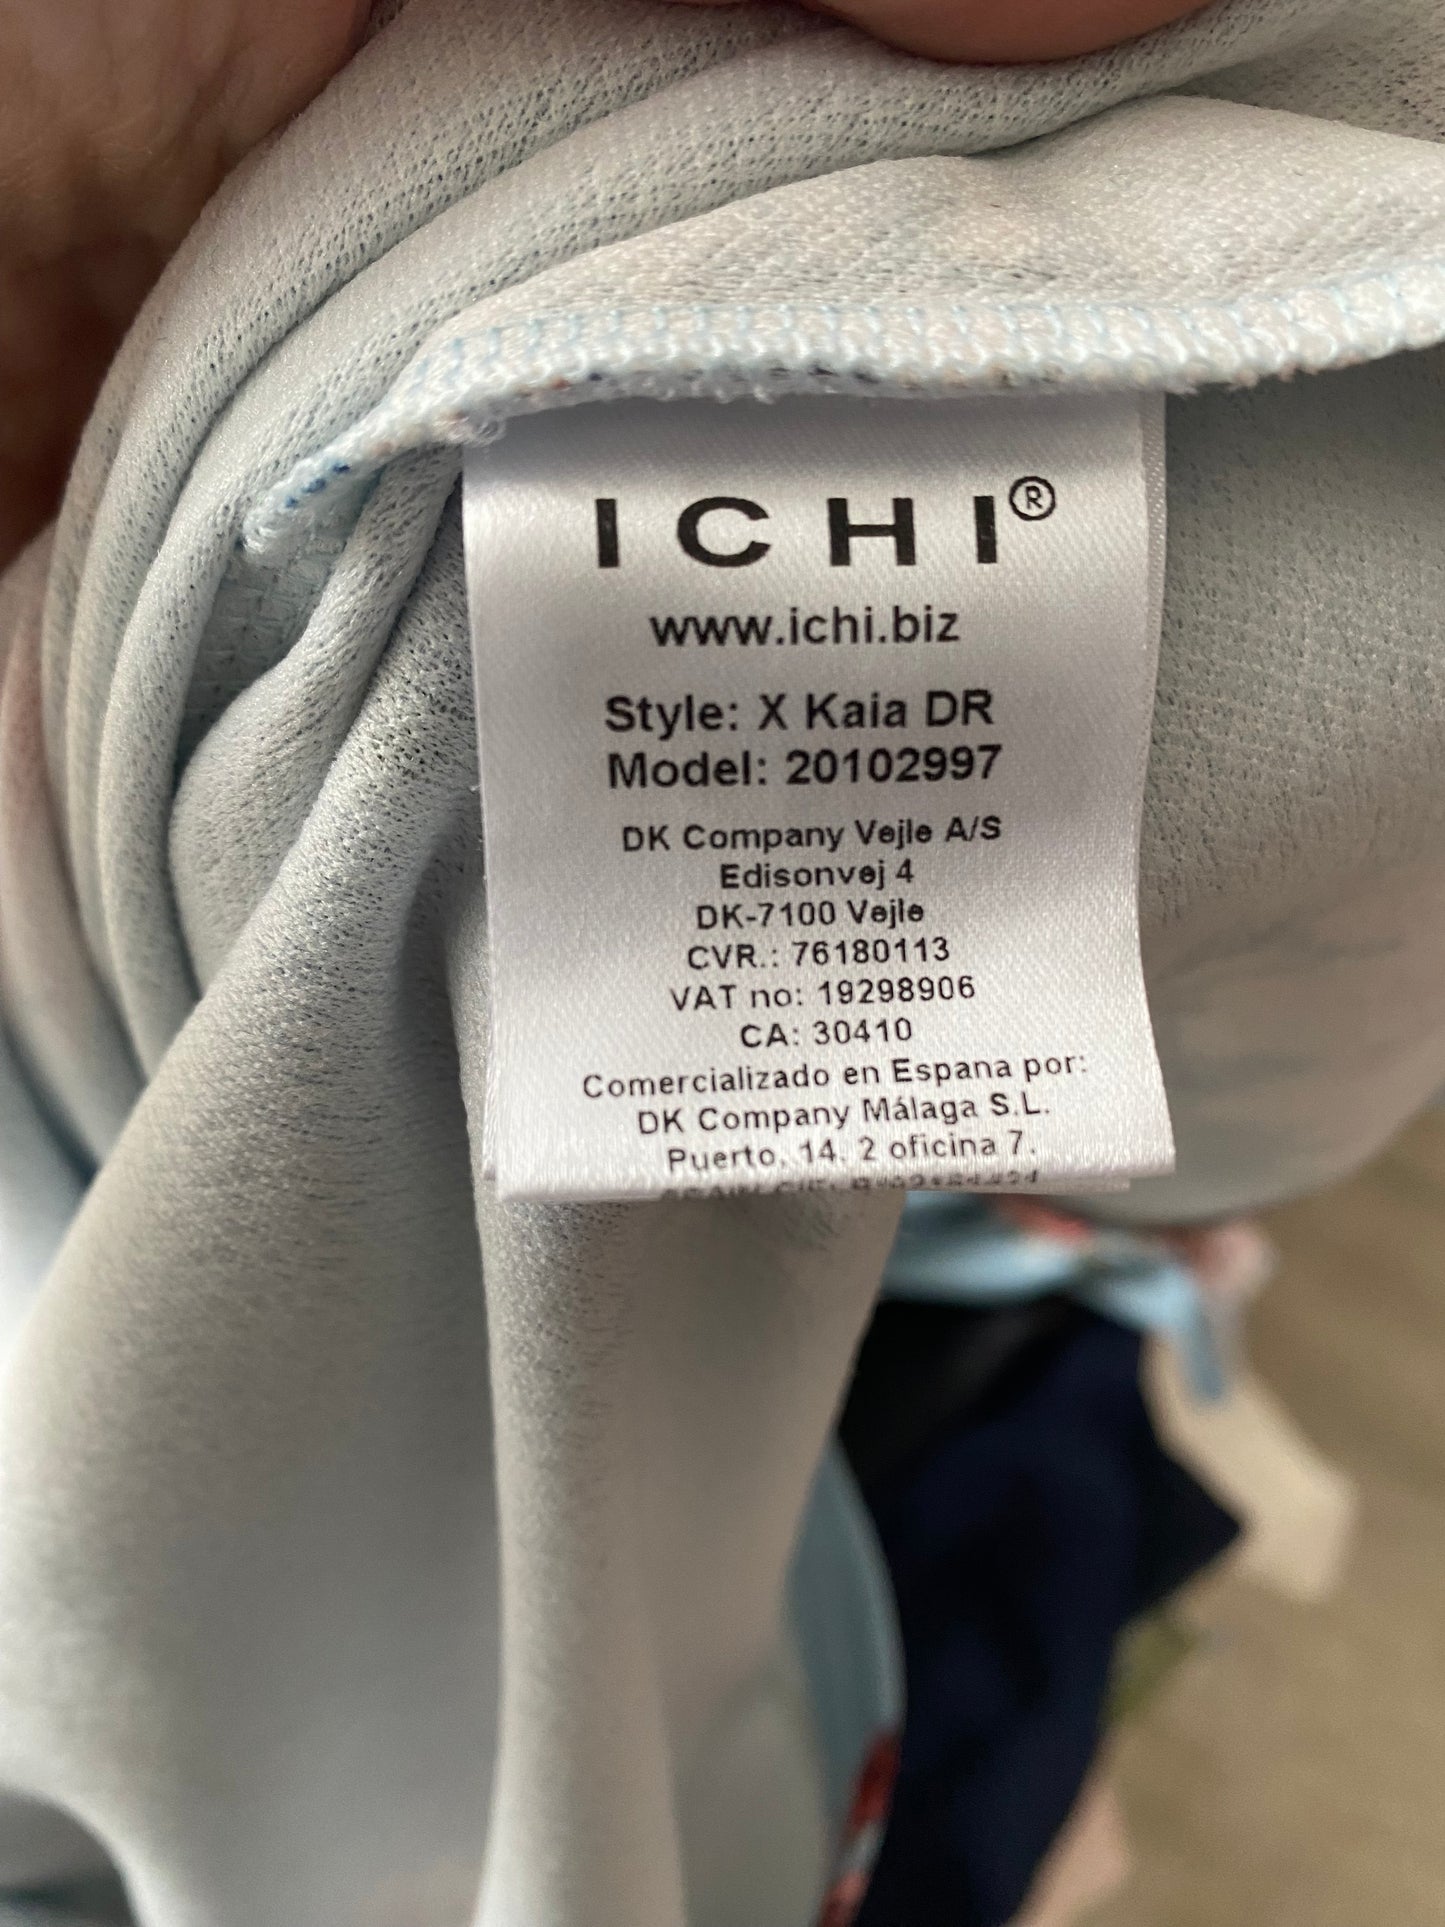 ICHI®
www.ichi.biz
Style: X Kaia DR
Model: 20102997
DK Company Vejle A/S
Edisonvej 4
DK-7100 Vejle
CVR.: 76180113
VAT no: 19298906
CA: 30410
Comercializado en Espana por:
DK Company Málaga S.L.
Puerto, 14. 2 oficina 7.